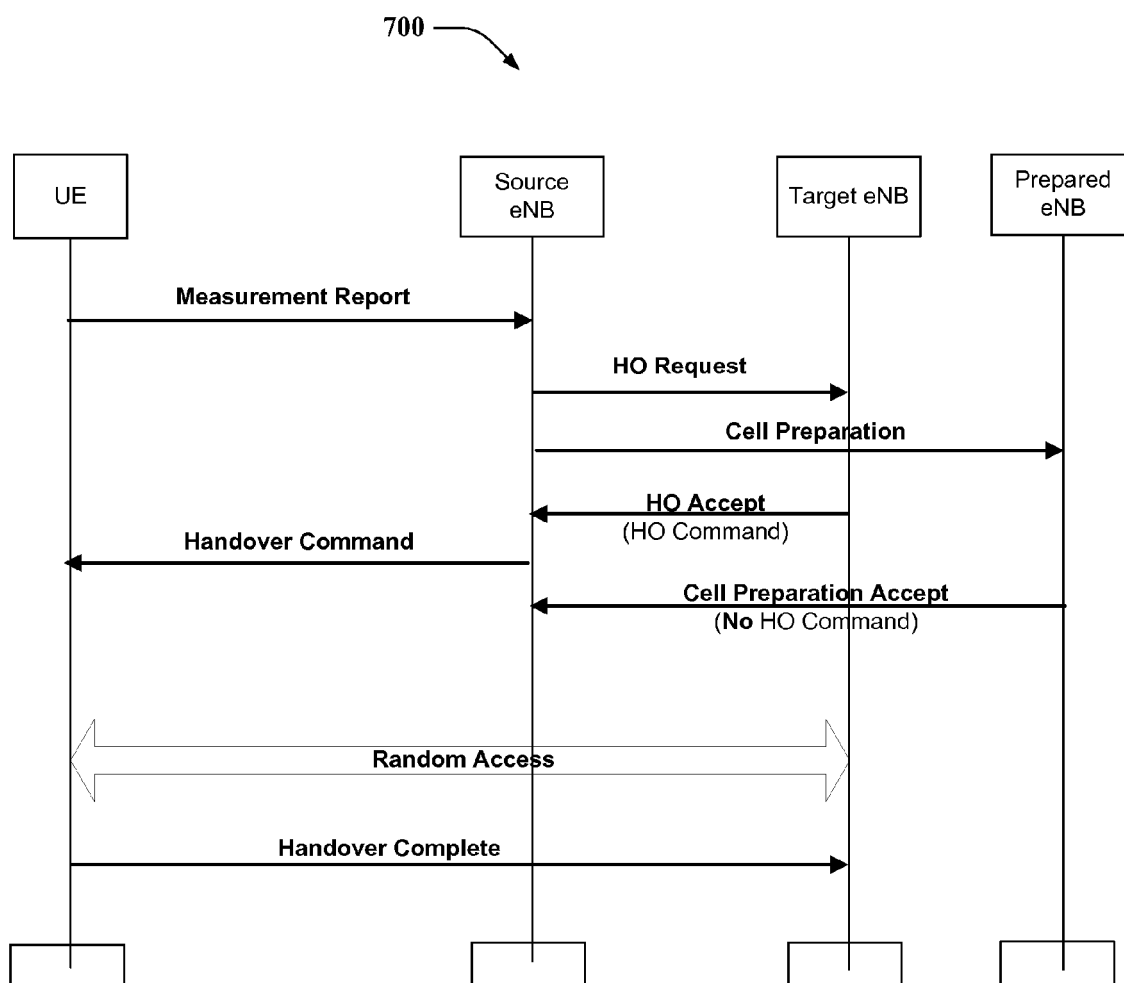 700
UE
Source
eNB
Target eNB
Prepared
eNB
Measurement Report
HO Request
Cell Preparation
HO Accept
(HO Command)
Handover Command
Cell Preparation Accept
(No HO Command)
Random Access
Handover Complete